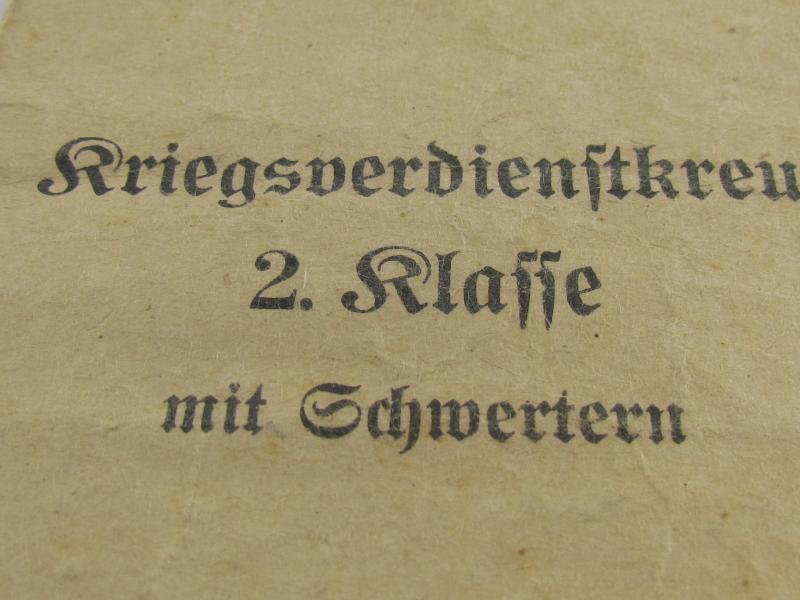 Kriegsverdienſtkreu
2. Klaſſe
mit Schwertern